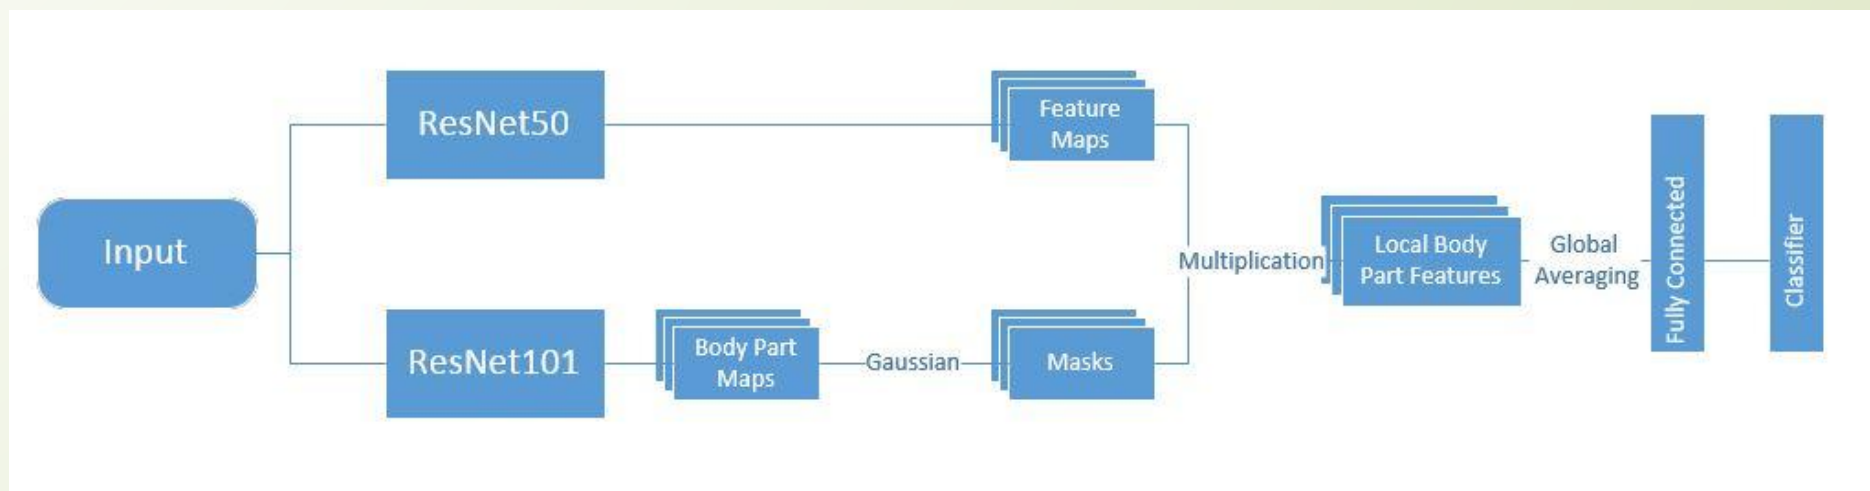 Input
ResNet50
Feature
Maps
ResNet101
Body Part
Maps
Gaussian
Masks
Multiplication
Local Body
Part Features
Global
Averaging
Fully Connected
Classifier